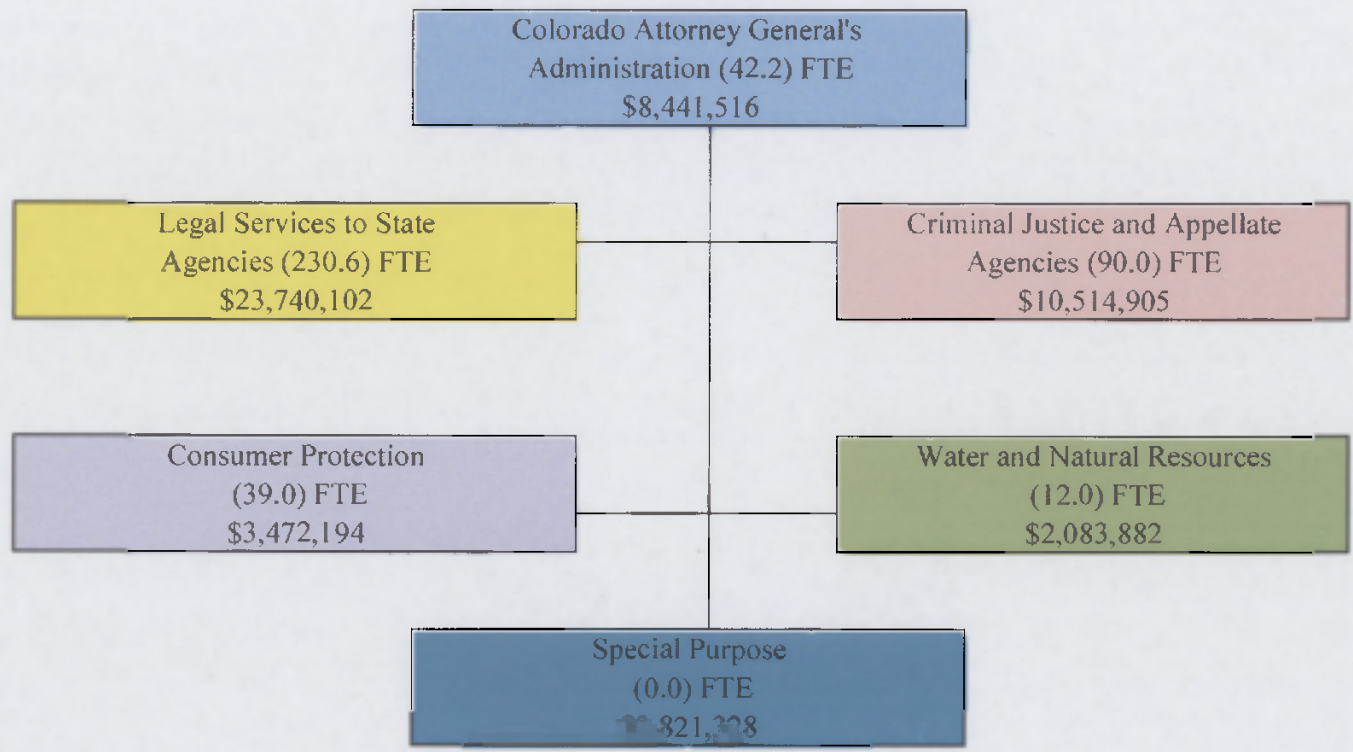 Colorado Attorney General's
Administration (42.2) FTE
$8,441,516
Legal Services to State
Agencies (230.6) FTE
$23,740,102
Criminal Justice and Appellate
Agencies (90.0) FTE
$10,514,905
Consumer Protection
(39.0) FTE
$3,472,194
Water and Natural Resources
(12.0) FTE
$2,083,882
Special Purpose
(0.0) FTE